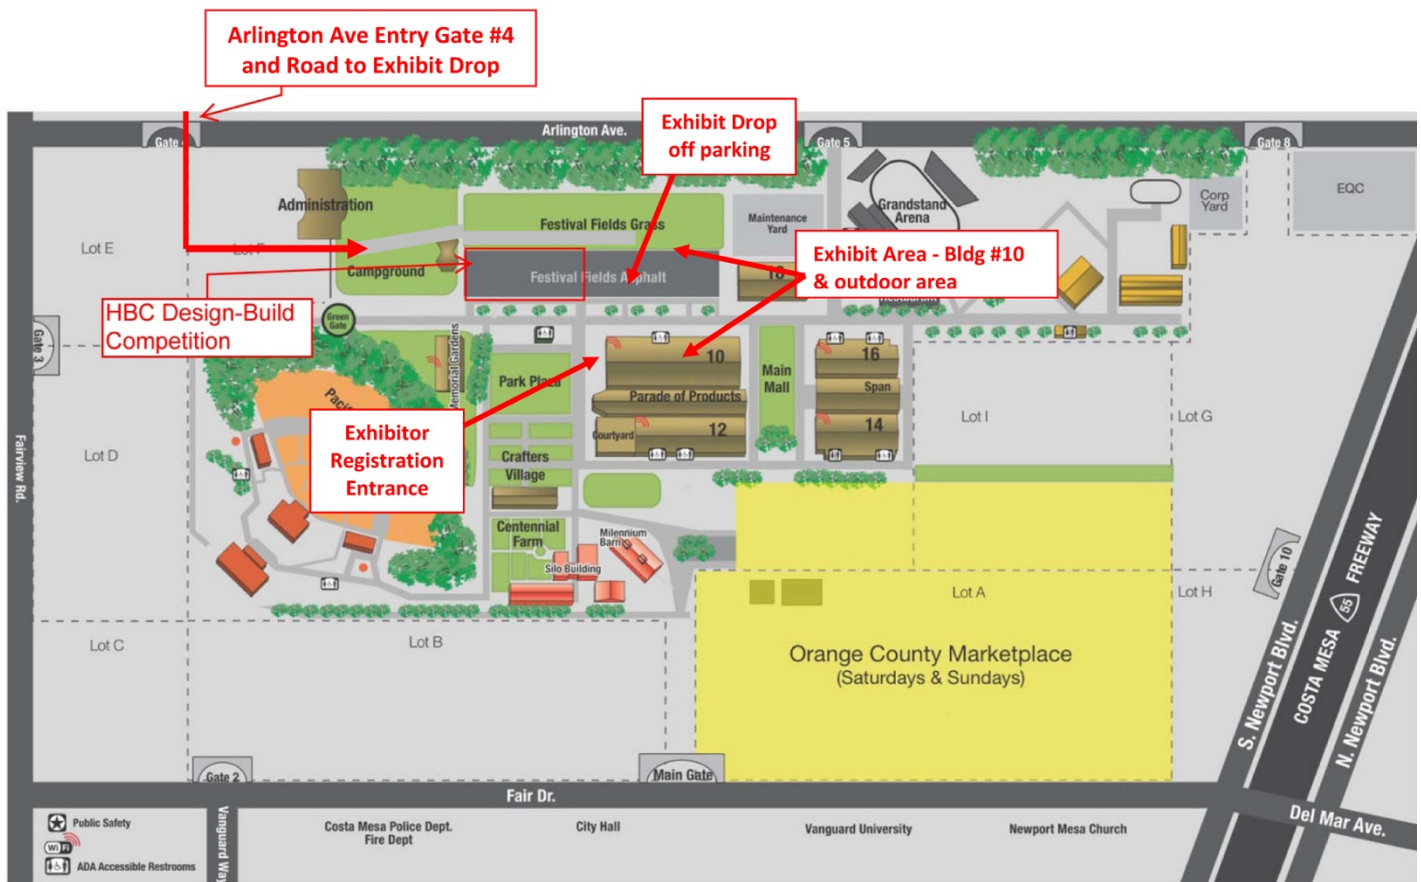 Arlington Ave Entry Gate #4
and Road to Exhibit Drop
Arlington Ave.
Exhibit Drop
off parking
Gate
Gate 5
Gate 8
Administration
Festival Fields Grass
Maintenance
Yard
Grandstand
Arena
Corp
Yard
EQC
Lot E
Lot F
Campground
Festival Fields Asphalt
18
Exhibit Area - Bldg #10
& outdoor area
Restaurant
HBC Design-Build
Competition
Green
Gate
Gate 3
Memorial Gardens
Park Plaza
10
Parade of Products
Courtyard
12
Main
Mall
16
Span
14
Lot I
Lot G
Lot D
Fairview Rd.
Paci
Exhibitor
Registration
Entrance
Crafters
Village
Centennial
Farm
Milennium
Barn
Silo Building
Lot A
Lot H
Gate 10
Orange County Marketplace
(Saturdays & Sundays)
Lot C
Lot B
S. Newport Blvd.
COSTA MESA 55 FREEWAY
N. Newport Blvd.
Gate 2
Main Gate
Fair Dr.
Del Mar Ave.
Public Safety
WiFi
ADA Accessible Restrooms
Vanguard Way
Costa Mesa Police Dept.
Fire Dept
City Hall
Vanguard University
Newport Mesa Church